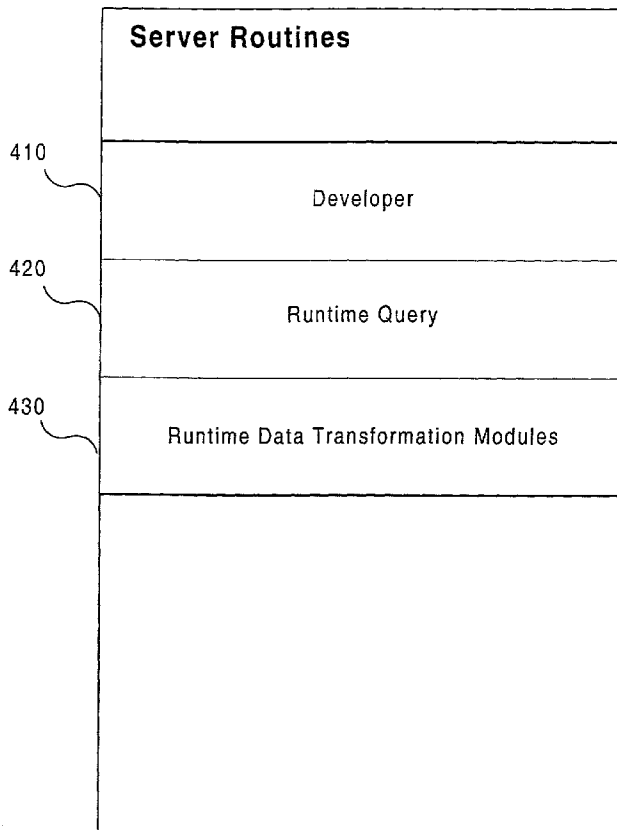 Server Routines
410
Developer
420
Runtime Query
430
Runtime Data Transformation Modules